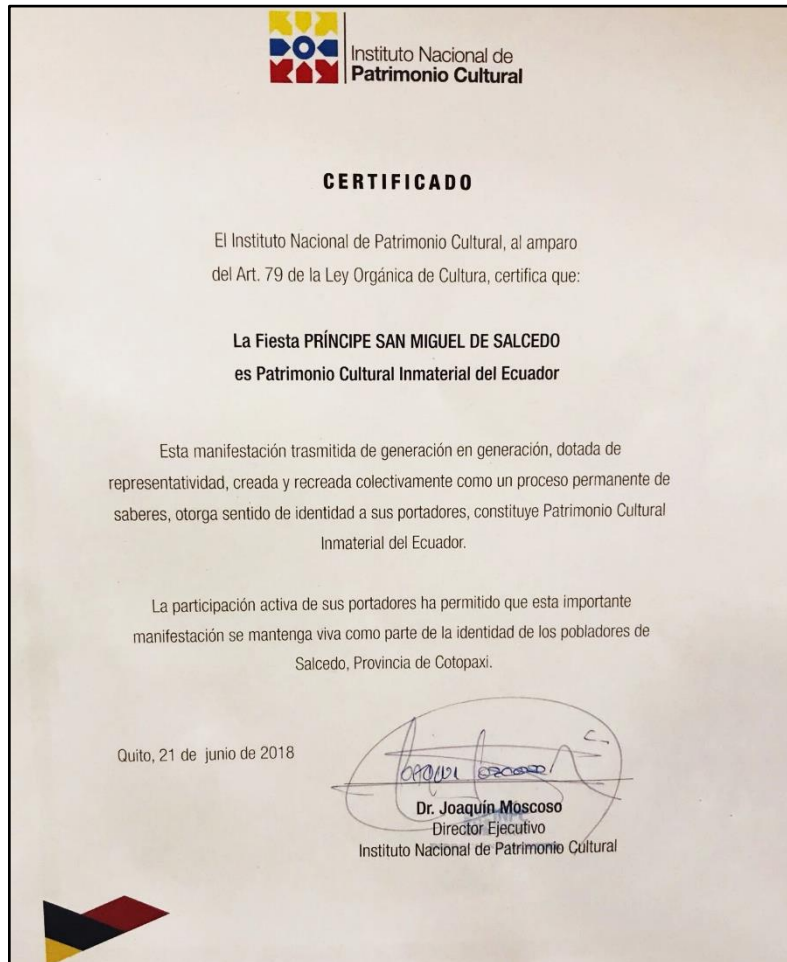 Instituto Nacional de
Patrimonio Cultural
CERTIFICADO
El Instituto Nacional de Patrimonio Cultural, al amparo
del Art. 79 de la Ley Orgánica de Cultura, certifica que:
La Fiesta PRÍNCIPE SAN MIGUEL DE SALCEDO
es Patrimonio Cultural Inmaterial del Ecuador
Esta manifestación trasmitida de generación en generación, dotada de
representatividad, creada y recreada colectivamente como un proceso permanente de
saberes, otorga sentido de identidad a sus portadores, constituye Patrimonio Cultural
Inmaterial del Ecuador.
La participación activa de sus portadores ha permitido que esta importante
manifestación se mantenga viva como parte de la identidad de los pobladores de
Salcedo, Provincia de Cotopaxi.
Quito, 21 de junio de 2018
Dr. Joaquín Moscoso
Director Ejecutivo
Instituto Nacional de Patrimonio Cultural